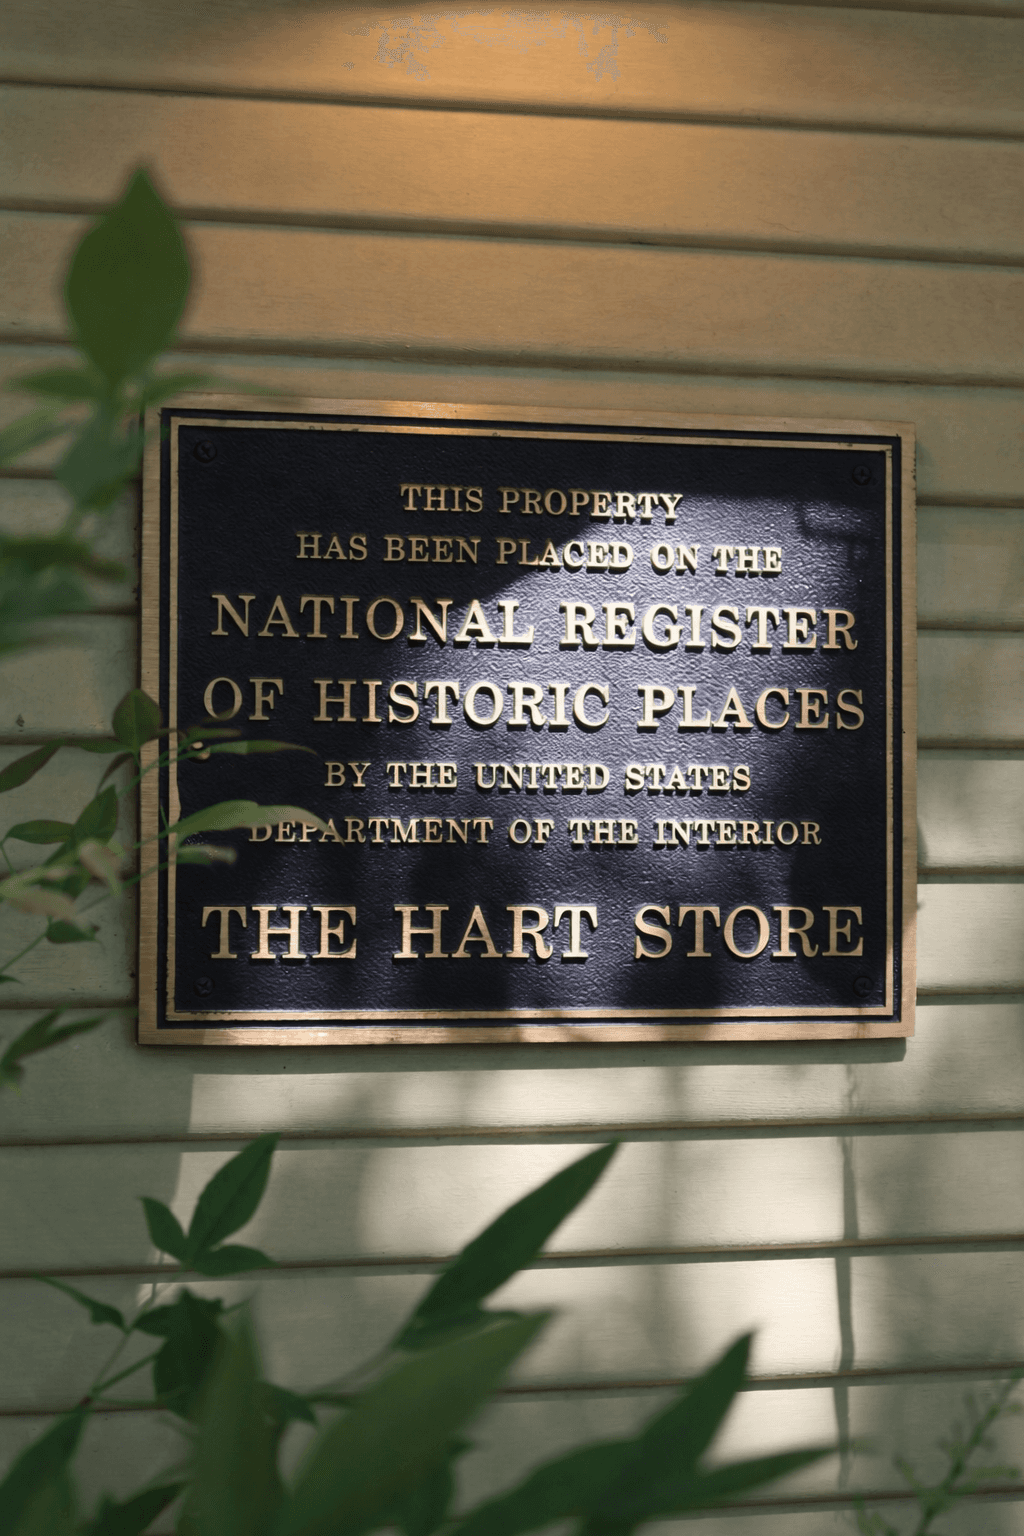 THIS PROPERTY
HAS BEEN PLACED ON THE
NATIONAL REGISTER
OF HISTORIC PLACES
BY THE UNITED STATES
DEPARTMENT OF THE INTERIOR
THE HART STORE